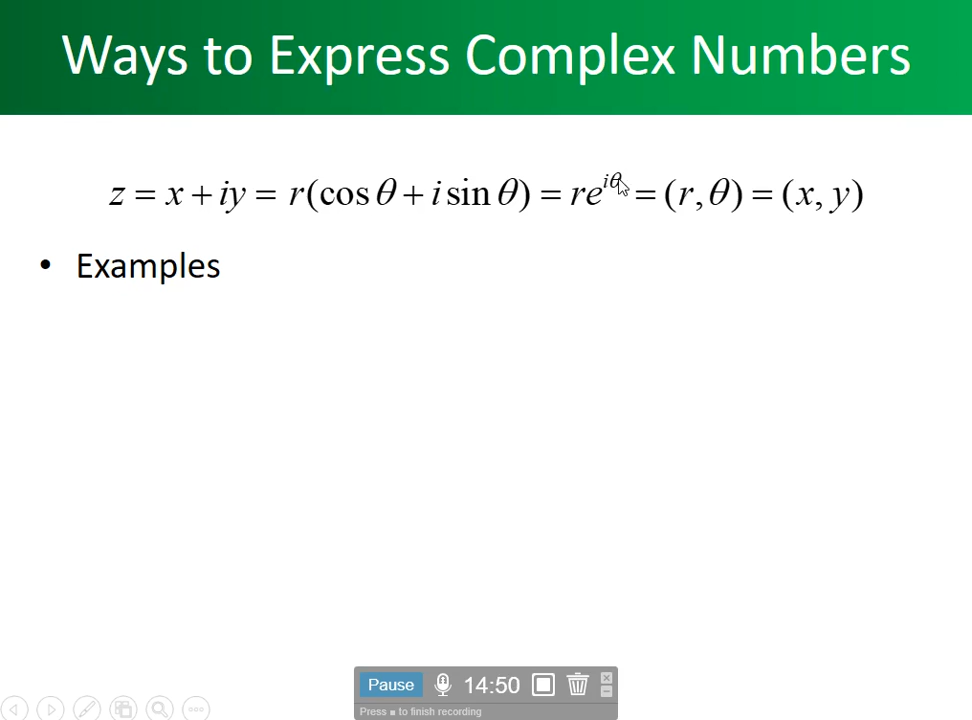 Ways to Express Complex Numbers
z = x + iy = r(cos θ + i sin θ) = re^{iθ} = (r, θ) = (x, y)
• Examples
Pause 14:50
Press ■ to finish recording